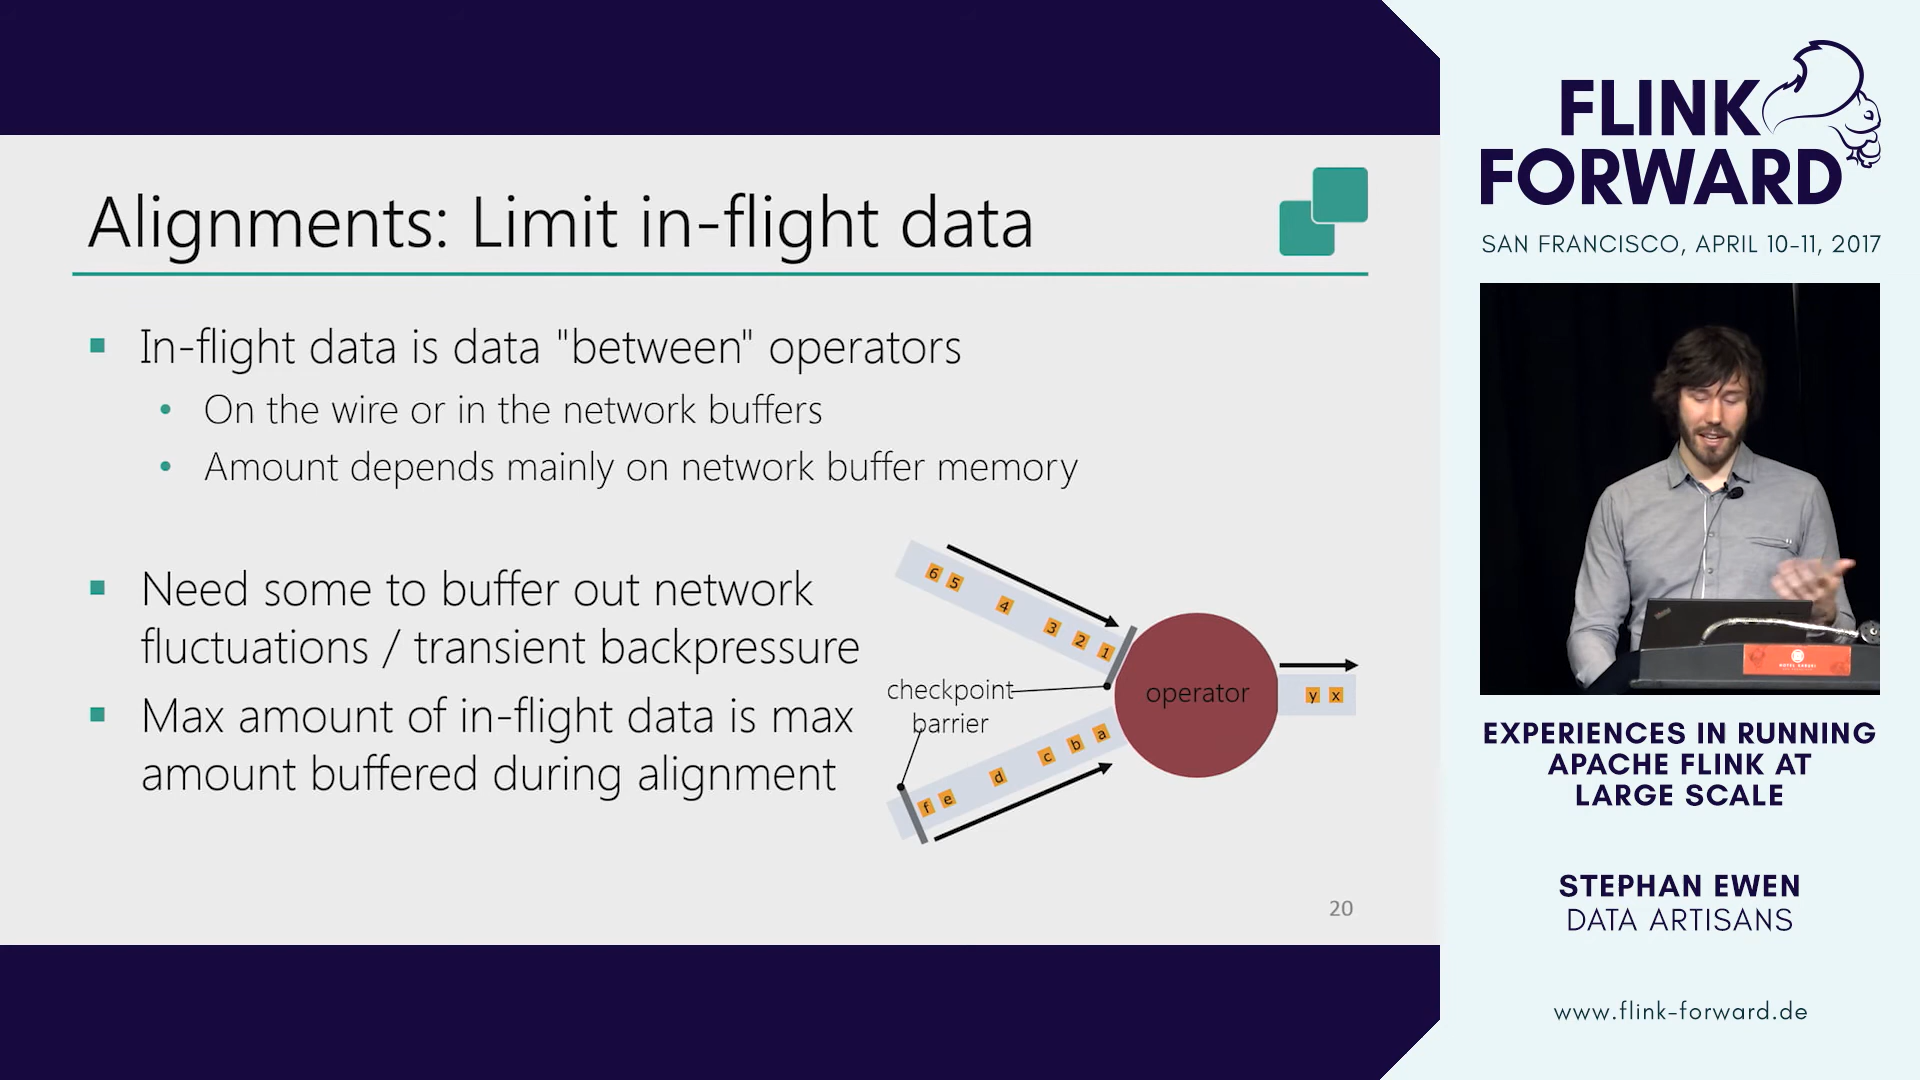 Alignments: Limit in-flight data
In-flight data is data "between" operators
On the wire or in the network buffers
Amount depends mainly on network buffer memory
Need some to buffer out network
fluctuations / transient backpressure
Max amount of in-flight data is max
amount buffered during alignment
6 5 4 3 2 1
checkpoint
barrier
operator
y x
f e d c b a
20
FLINK
FORWARD
SAN FRANCISCO, APRIL 10-11, 2017
EXPERIENCES IN RUNNING
APACHE FLINK AT
LARGE SCALE
STEPHAN EWEN
DATA ARTISANS
www.flink-forward.de